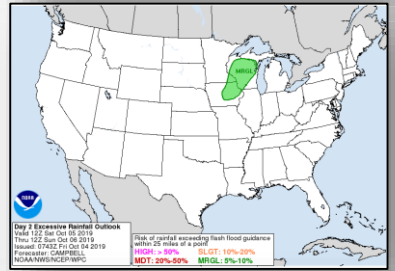 MRGL
noaa
Day 2 Excessive Rainfall Outlook
Valid 12Z Sat Oct 05 2019
Thru 12Z Sun Oct 06 2019
Issued: 0743Z Fri Oct 04 2019
Forecaster: CAMPBELL
NOAA/NWS/NCEP/WPC
Risk of rainfall exceeding flash flood guidance
within 25 miles of a point
HIGH: > 50% SLGT: 10%-20%
MDT: 20%-50% MRGL: 5%-10%